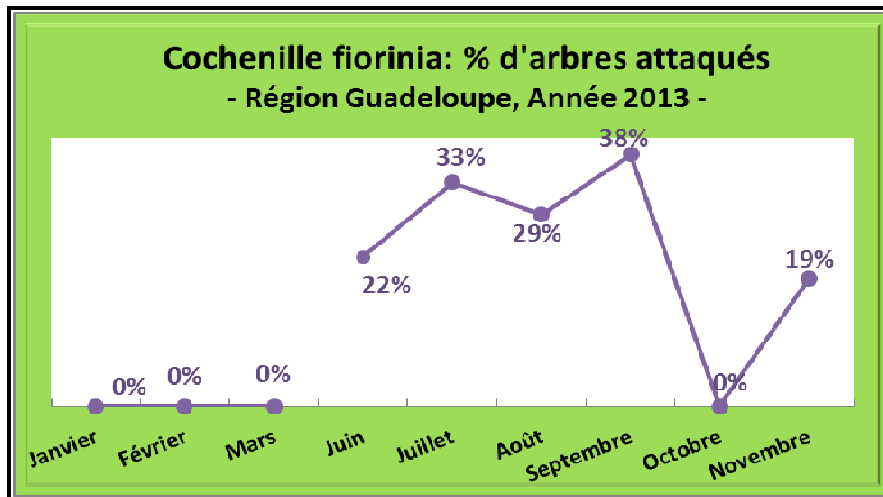 Cochenille fiorinia: % d'arbres attaqués
- Région Guadeloupe, Année 2013 -
0%
0%
0%
22%
33%
29%
38%
0%
19%
Janvier
Février
Mars
Juin
Juillet
Août
Septembre
Octobre
Novembre